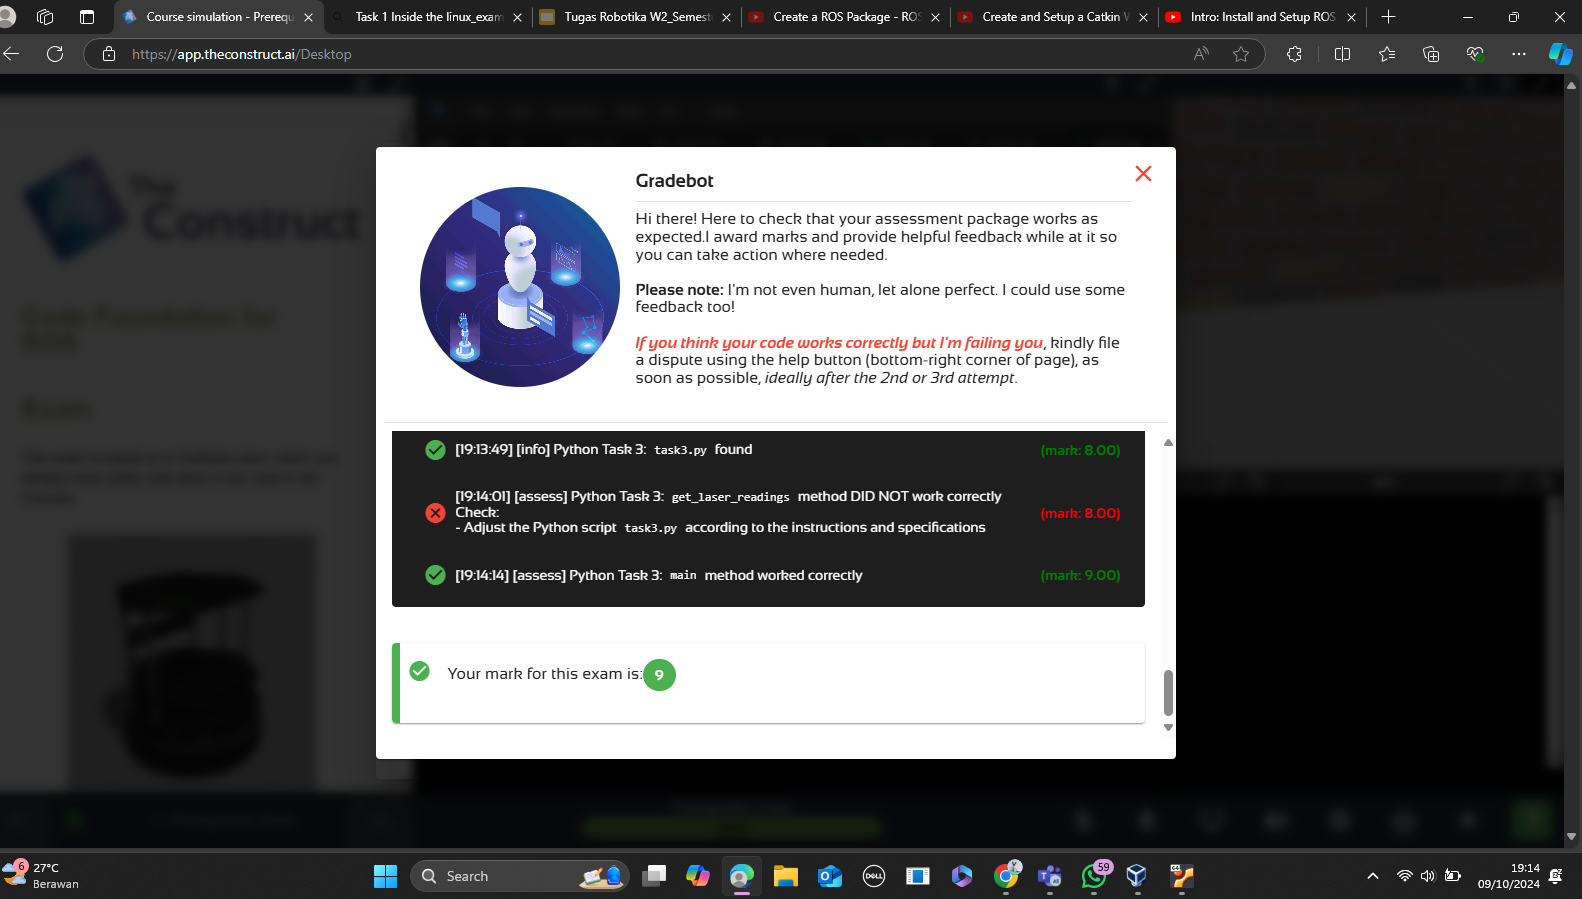 Course simulation - Prerequ
Task 1 Inside the linux_exam
Tugas Robotika W2_Semest
Create a ROS Package - ROS
Create and Setup a Catkin W
Intro: Install and Setup ROS
https://app.theconstruct.ai/Desktop
The
Construct
Code Foundation for
ROS
Exam
Gradebot
Hi there! Here to check that your assessment package works as
expected.I award marks and provide helpful feedback while at it so
you can take action where needed.
Please note: I'm not even human, let alone perfect. I could use some
feedback too!
If you think your code works correctly but I'm failing you, kindly file
a dispute using the help button (bottom-right corner of page), as
soon as possible, ideally after the 2nd or 3rd attempt.
[19:13:49] [info] Python Task 3: task3.py found
(mark: 8.00)
[19:14:01] [assess] Python Task 3: get_laser_readings method DID NOT work correctly
Check:
- Adjust the Python script task3.py according to the instructions and specifications
(mark: 8.00)
[19:14:14] [assess] Python Task 3: main method worked correctly
(mark: 9.00)
Your mark for this exam is: 9
6
27°C
Berawan
Search
DELL
59
19:14
09/10/2024